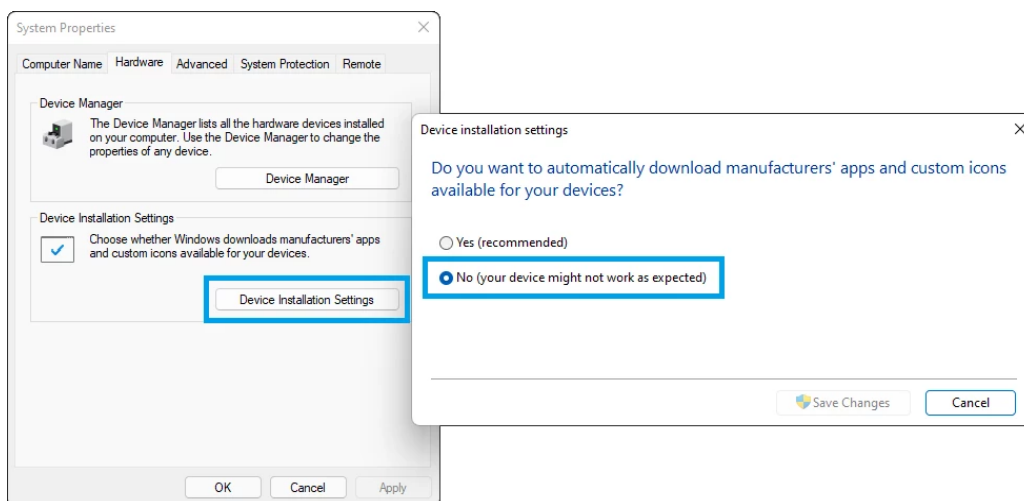 System Properties
Computer Name Hardware Advanced System Protection Remote
Device Manager
The Device Manager lists all the hardware devices installed
on your computer. Use the Device Manager to change the
properties of any device.
Device Manager
Device Installation Settings
Choose whether Windows downloads manufacturers' apps
and custom icons available for your devices.
Device Installation Settings
OK Cancel Apply
Device installation settings
Do you want to automatically download manufacturers' apps and custom icons
available for your devices?
Yes (recommended)
No (your device might not work as expected)
Save Changes Cancel